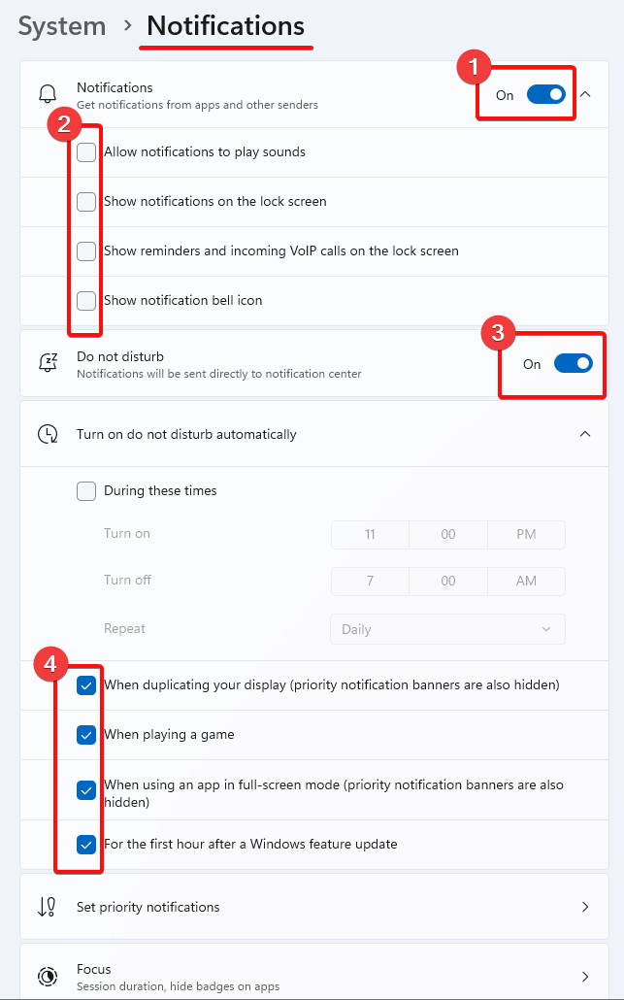 System > Notifications
1
Notifications
Get notifications from apps and other senders
On
2
Allow notifications to play sounds
Show notifications on the lock screen
Show reminders and incoming VoIP calls on the lock screen
Show notification bell icon
3
Do not disturb
Notifications will be sent directly to notification center
On
Turn on do not disturb automatically
During these times
Turn on 11 00 PM
Turn off 7 00 AM
Repeat Daily
4
When duplicating your display (priority notification banners are also hidden)
When playing a game
When using an app in full-screen mode (priority notification banners are also
hidden)
For the first hour after a Windows feature update
Set priority notifications
Focus
Session duration, hide badges on apps